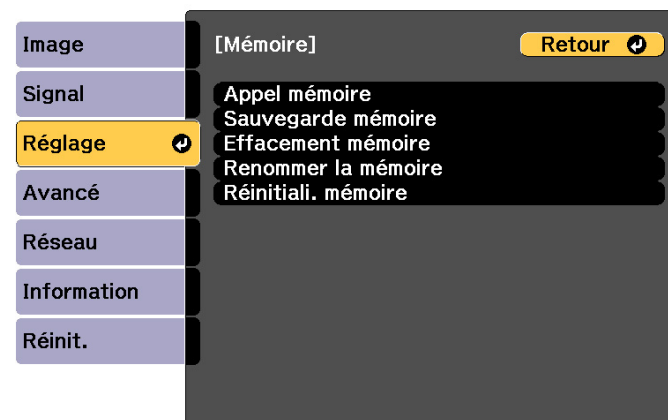 Image
Signal
Réglage
Avancé
Réseau
Information
Réinit.
[Mémoire]
Retour
Appel mémoire
Sauvegarde mémoire
Effacement mémoire
Renommer la mémoire
Réinitiali. mémoire